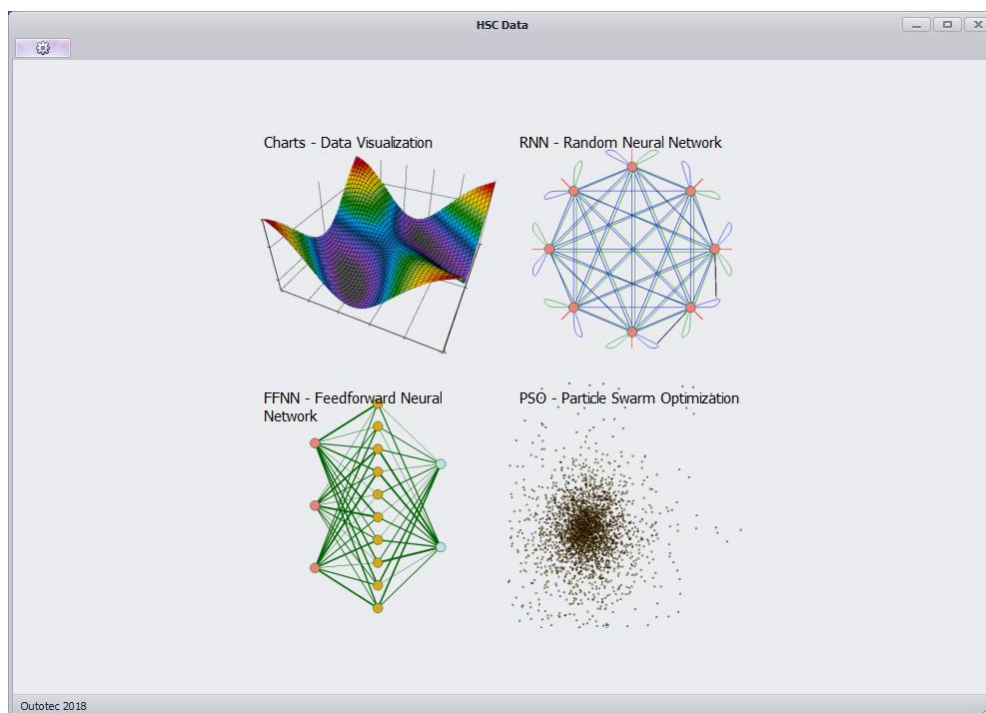 HSC Data
Charts - Data Visualization
RNN - Random Neural Network
FFNN - Feedforward Neural
Network
PSO - Particle Swarm Optimization
Outotec 2018